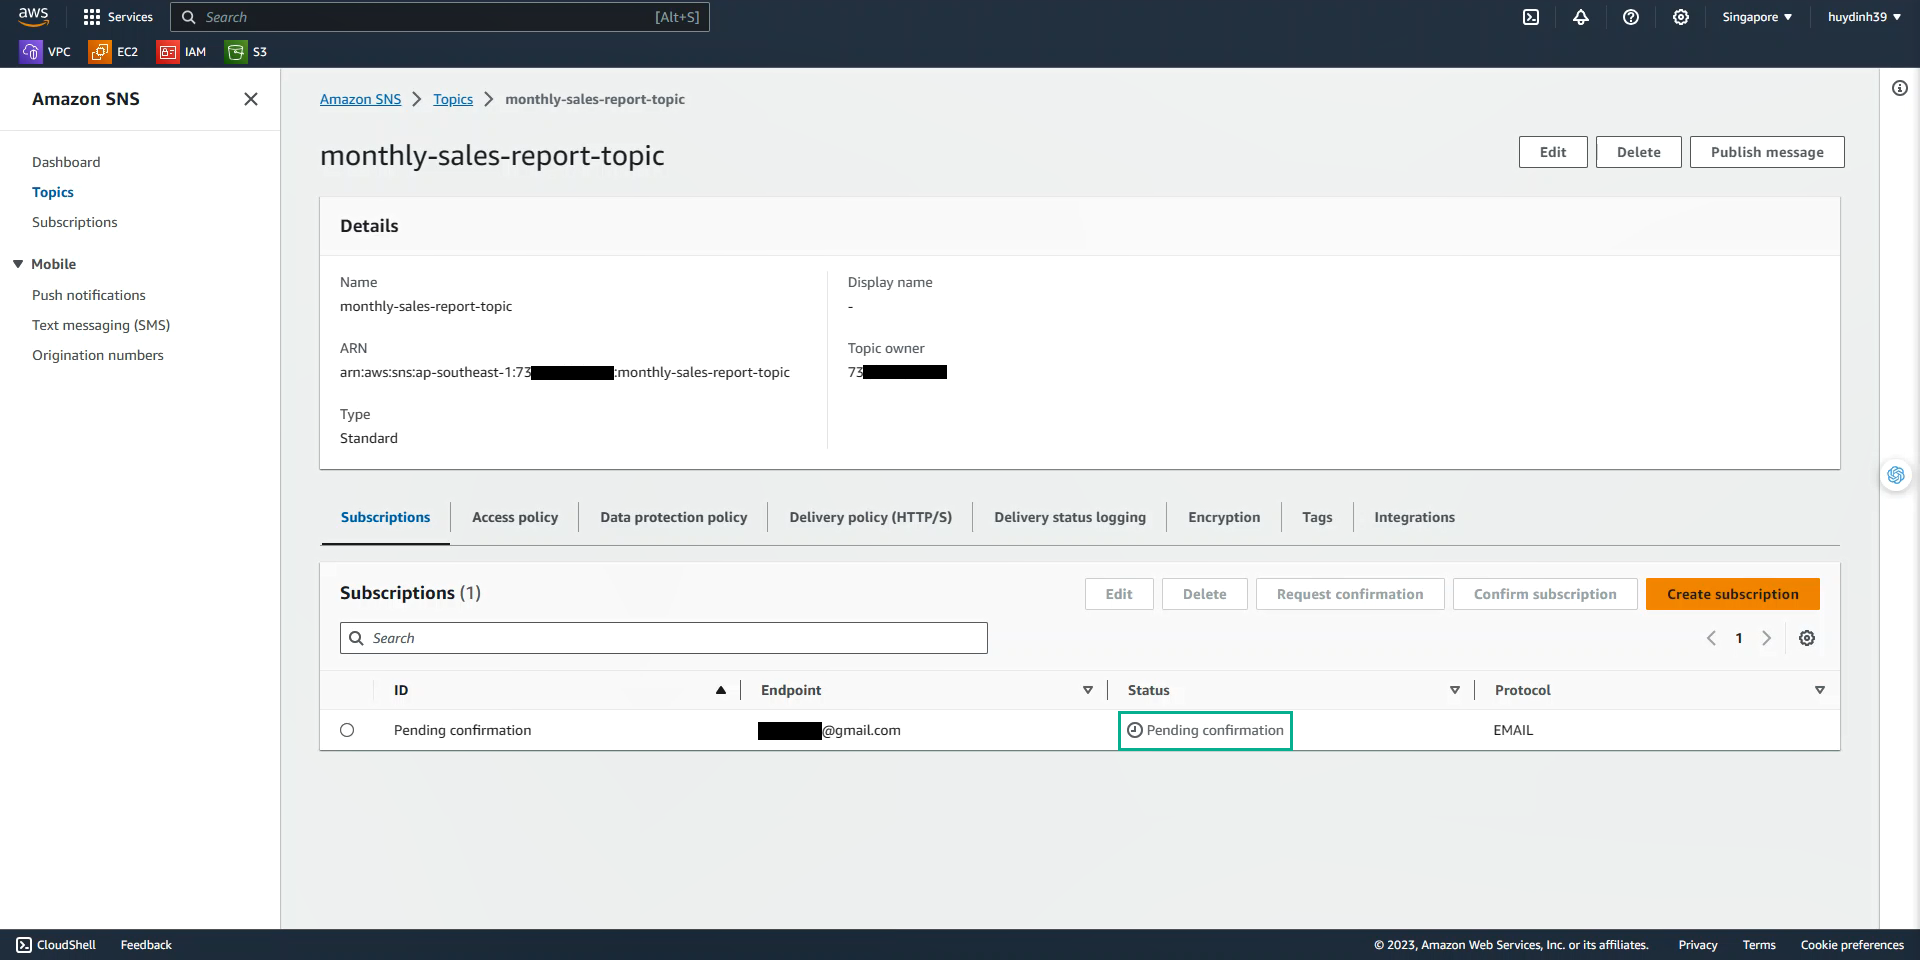 aws
Services
Search
[Alt+S]
Singapore
huydinh39
VPC
EC2
IAM
S3
Amazon SNS
Dashboard
Topics
Subscriptions
Mobile
Push notifications
Text messaging (SMS)
Origination numbers
Amazon SNS
Topics
monthly-sales-report-topic
monthly-sales-report-topic
Edit
Delete
Publish message
Details
Name
monthly-sales-report-topic
ARN
arn:aws:sns:ap-southeast-1:73 :monthly-sales-report-topic
Type
Standard
Display name
-
Topic owner
73
Subscriptions
Access policy
Data protection policy
Delivery policy (HTTP/S)
Delivery status logging
Encryption
Tags
Integrations
Subscriptions (1)
Edit
Delete
Request confirmation
Confirm subscription
Create subscription
Search
1
ID
Endpoint
Status
Protocol
Pending confirmation
@gmail.com
Pending confirmation
EMAIL
CloudShell
Feedback
© 2023, Amazon Web Services, Inc. or its affiliates.
Privacy
Terms
Cookie preferences